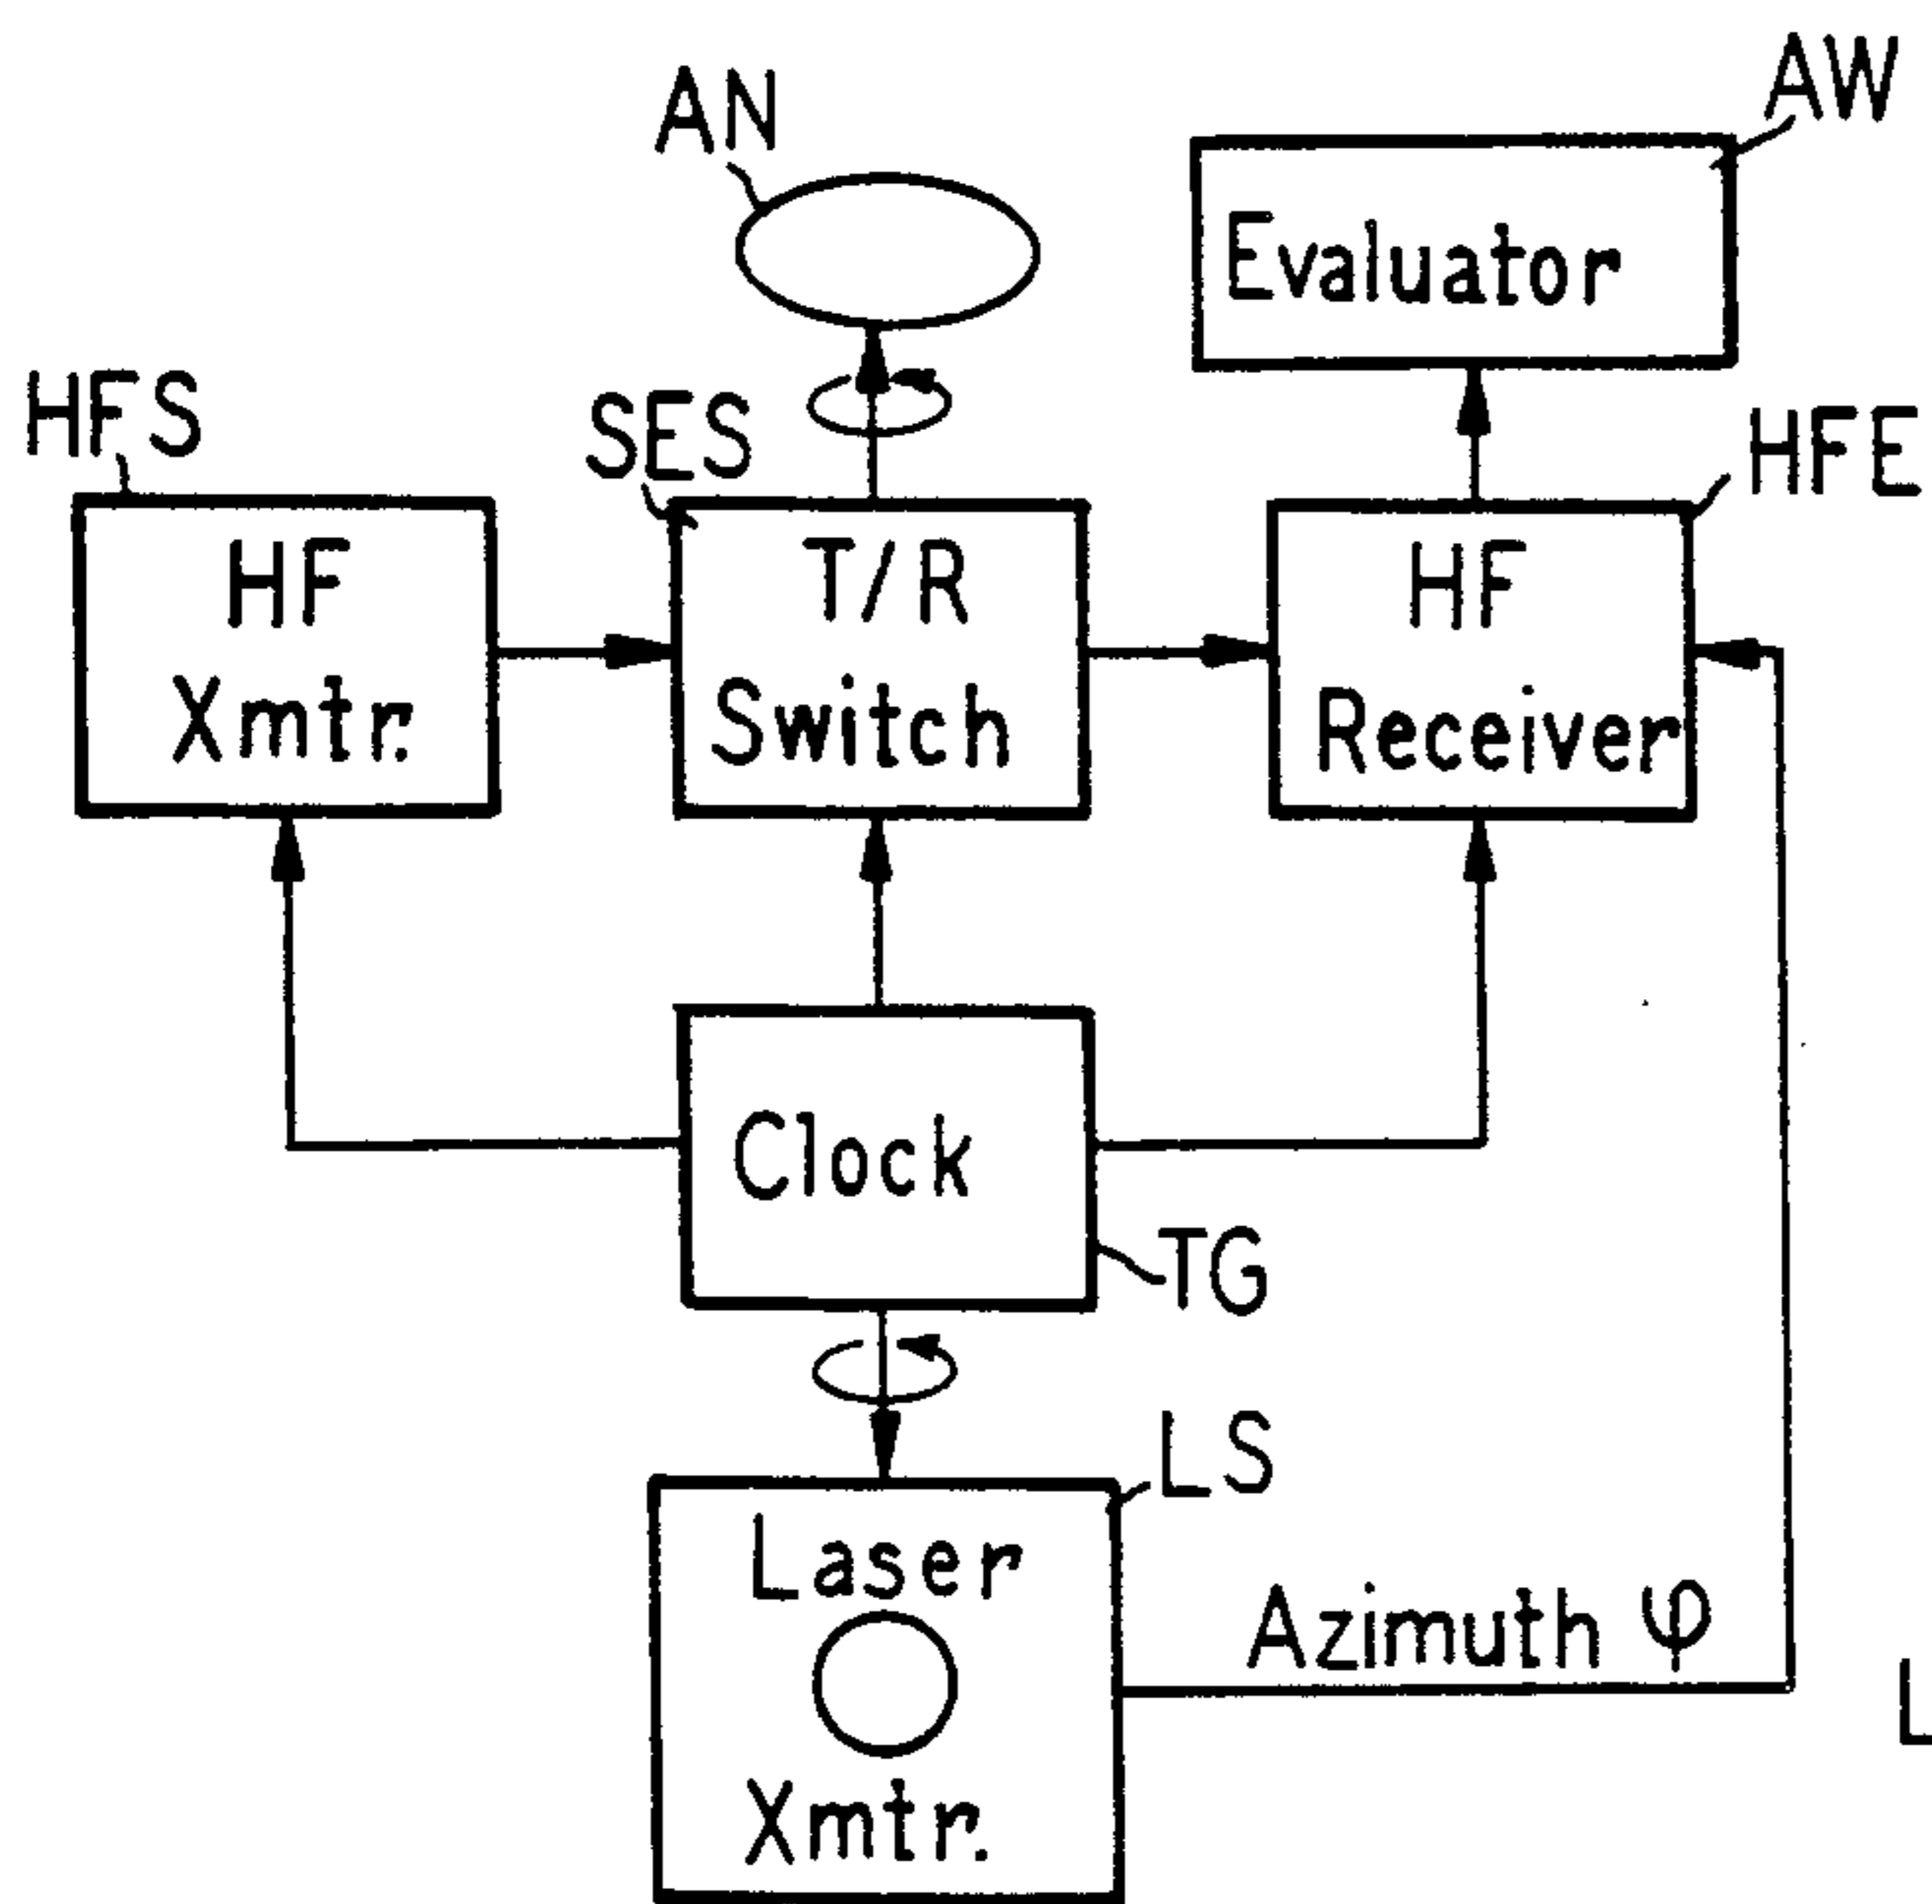 AN
AW
Evaluator
HFS
SES
HFE
HF
Xmtr.
T/R
Switch
HF
Receiver
Clock
TG
LS
Laser
Xmtr.
Azimuth φ
L